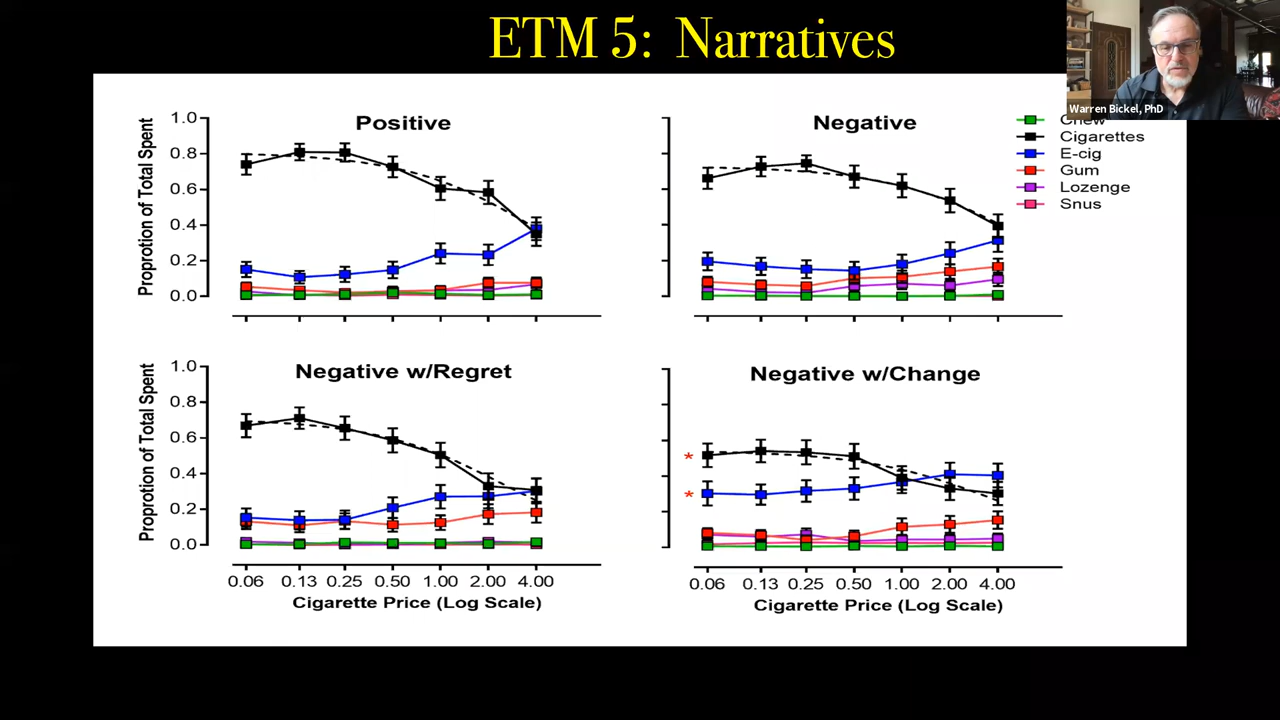 ETM 5: Narratives
Warren Bickel, PhD
Positive
Negative
Chew
Cigarettes
E-cig
Gum
Lozenge
Snus
Proprotion of Total Spent
1.0
0.8
0.6
0.4
0.2
0.0
Negative w/Regret
Negative w/Change
Proprotion of Total Spent
1.0
0.8
0.6
0.4
0.2
0.0
*
*
0.06 0.13 0.25 0.50 1.00 2.00 4.00
Cigarette Price (Log Scale)
0.06 0.13 0.25 0.50 1.00 2.00 4.00
Cigarette Price (Log Scale)